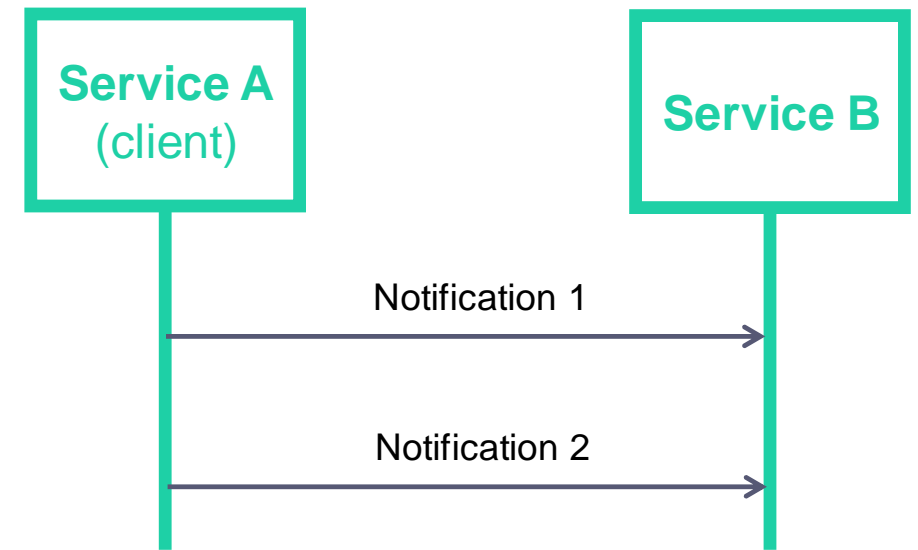 Service A
(client)
Service B
Notification 1
Notification 2